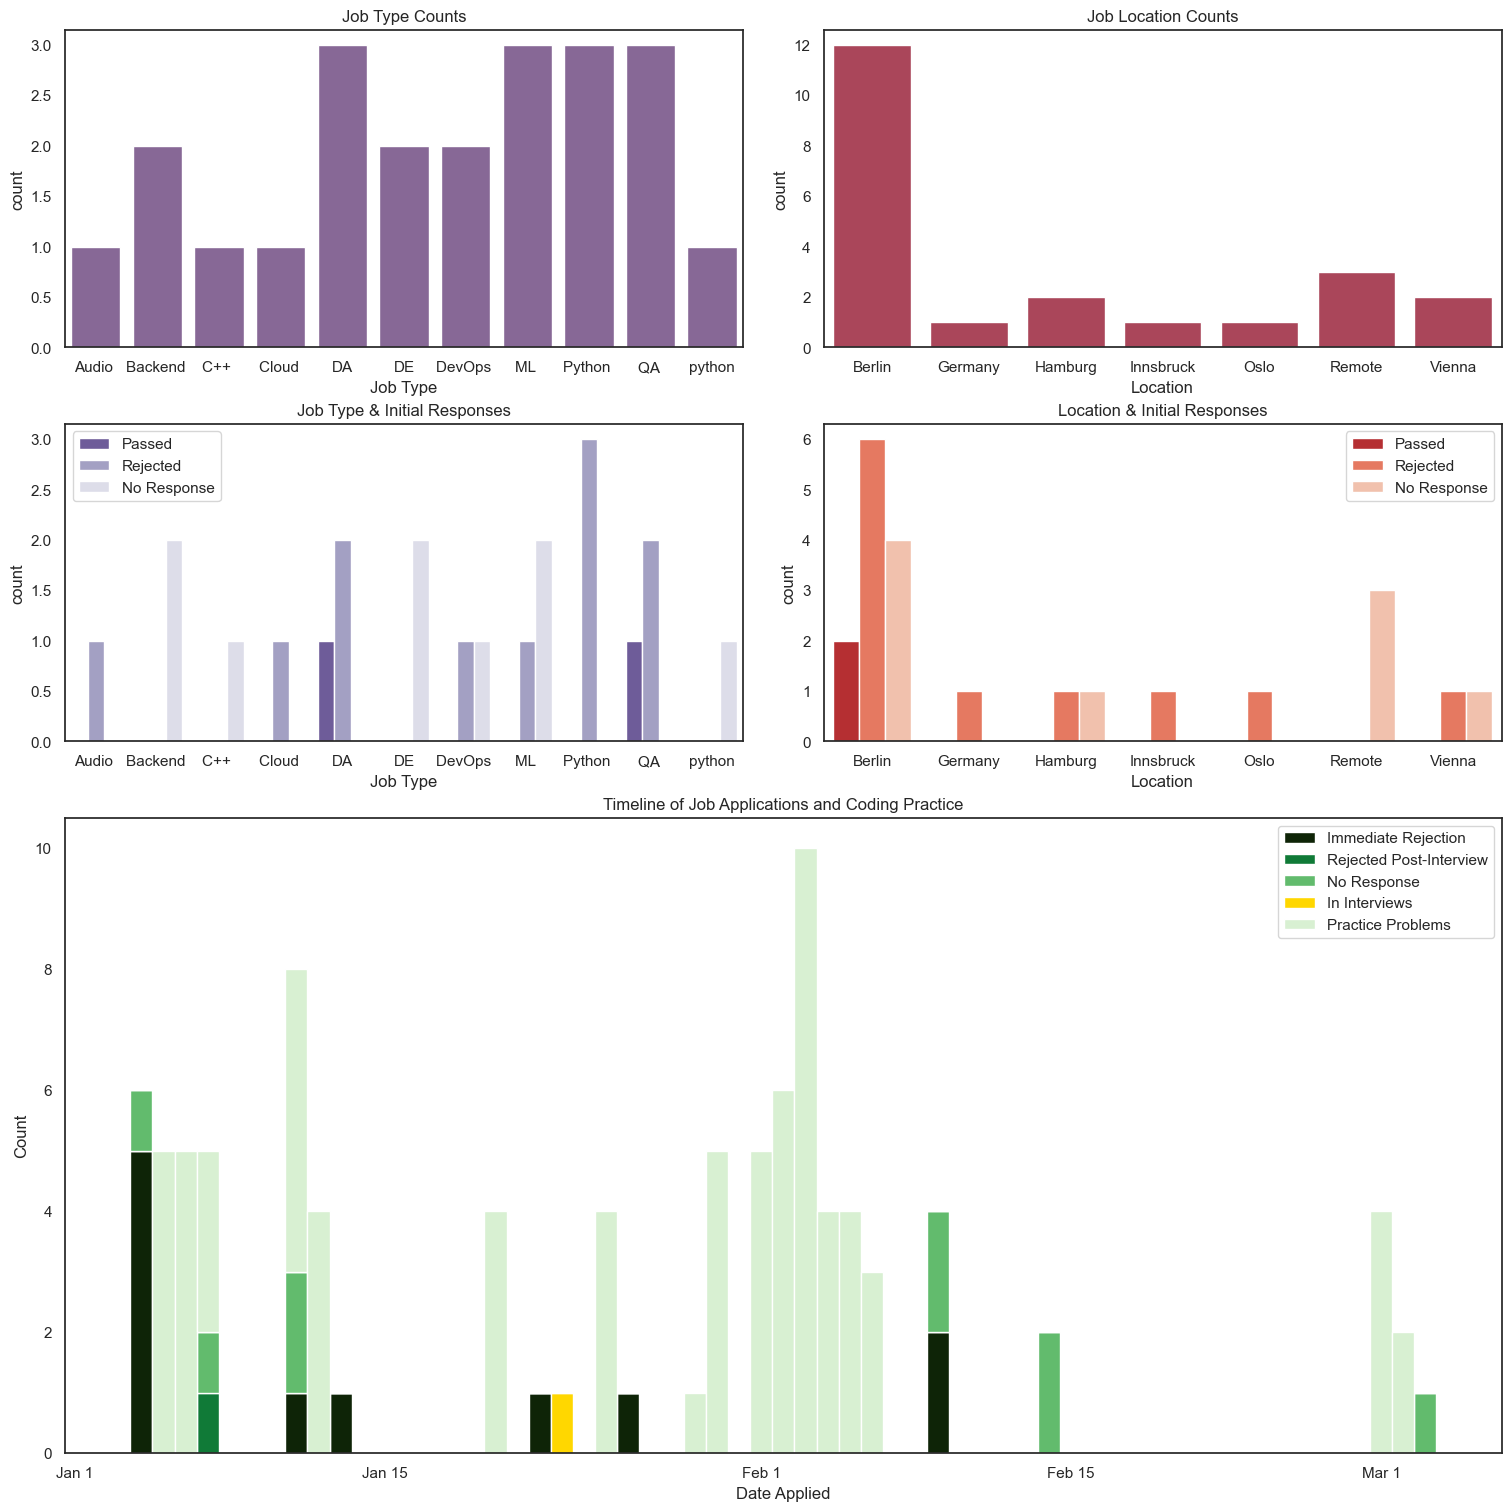 Job Type Counts
3.0
2.5
2.0
1.5
1.0
0.5
0.0
count
Audio Backend C++ Cloud DA DE DevOps ML Python QA python
Job Type
Job Location Counts
12
10
8
6
4
2
0
count
Berlin Germany Hamburg Innsbruck Oslo Remote Vienna
Location
Job Type & Initial Responses
Passed
Rejected
No Response
3.0
2.5
2.0
1.5
1.0
0.5
0.0
count
Audio Backend C++ Cloud DA DE DevOps ML Python QA python
Job Type
Location & Initial Responses
Passed
Rejected
No Response
6
5
4
3
2
1
0
count
Berlin Germany Hamburg Innsbruck Oslo Remote Vienna
Location
Timeline of Job Applications and Coding Practice
Immediate Rejection
Rejected Post-Interview
No Response
In Interviews
Practice Problems
10
8
6
4
2
0
Count
Jan 1 Jan 15 Feb 1 Feb 15 Mar 1
Date Applied